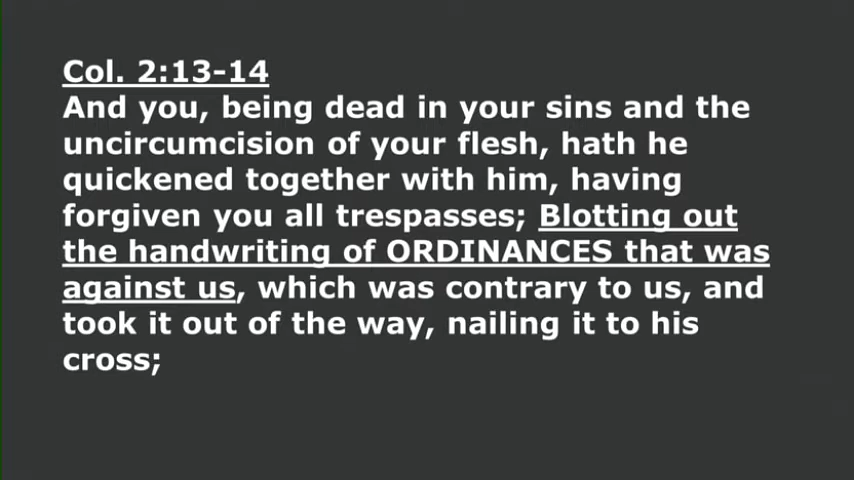 Col. 2:13-14
And you, being dead in your sins and the
uncircumcision of your flesh, hath he
quickened together with him, having
forgiven you all trespasses; Blotting out
the handwriting of ORDINANCES that was
against us, which was contrary to us, and
took it out of the way, nailing it to his
cross;